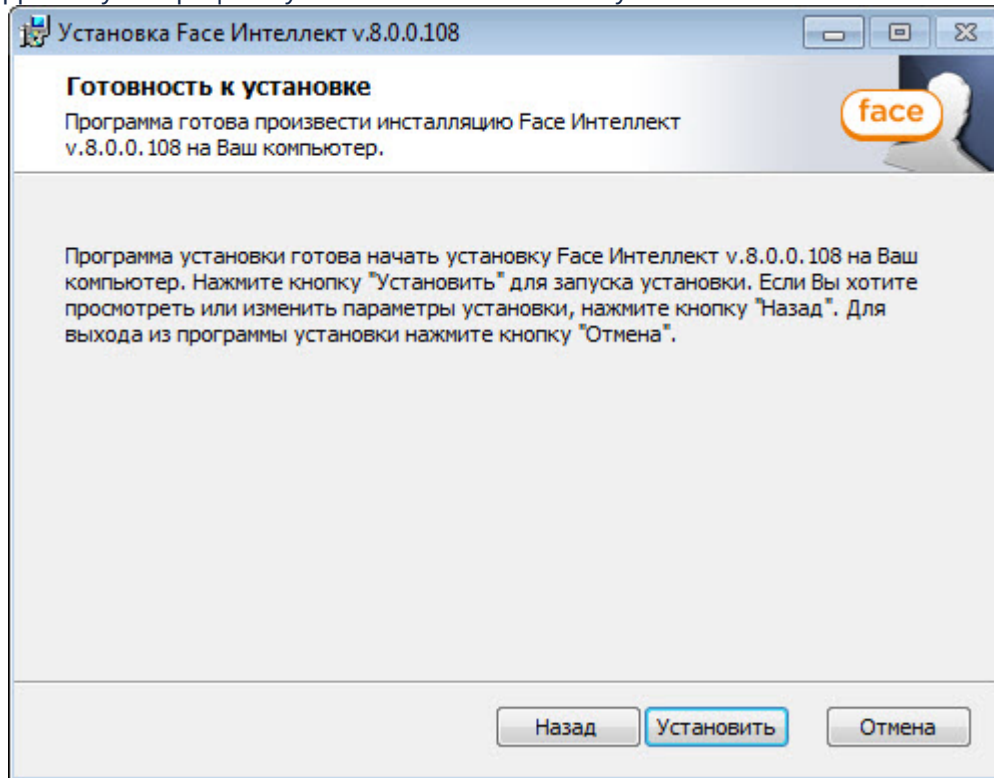 Установка Face Интеллект v.8.0.0.108
Готовность к установке
Программа готова произвести инсталляцию Face Интеллект
v.8.0.0.108 на Ваш компьютер.
face
Программа установки готова начать установку Face Интеллект v.8.0.0.108 на Ваш
компьютер. Нажмите кнопку "Установить" для запуска установки. Если Вы хотите
просмотреть или изменить параметры установки, нажмите кнопку "Назад". Для
выхода из программы установки нажмите кнопку "Отмена".
Назад Установить Отмена